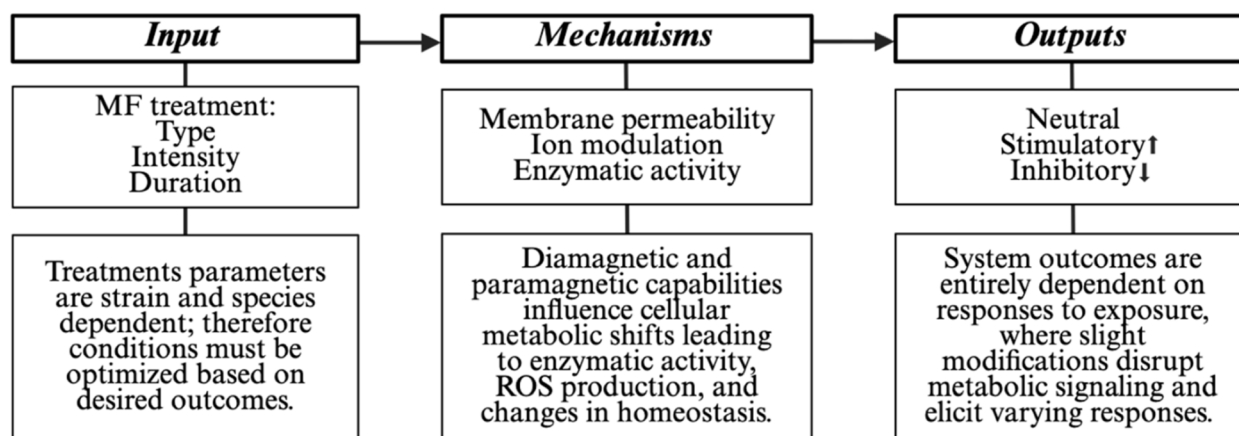 Input
Mechanisms
Outputs
MF treatment:
Type
Intensity
Duration
Membrane permeability
Ion modulation
Enzymatic activity
Neutral
Stimulatory↑
Inhibitory↓
Treatments parameters
are strain and species
dependent; therefore
conditions must be
optimized based on
desired outcomes.
Diamagnetic and
paramagnetic capabilities
influence cellular
metabolic shifts leading
to enzymatic activity,
ROS production, and
changes in homeostasis.
System outcomes are
entirely dependent on
responses to exposure,
where slight
modifications disrupt
metabolic signaling and
elicit varying responses.